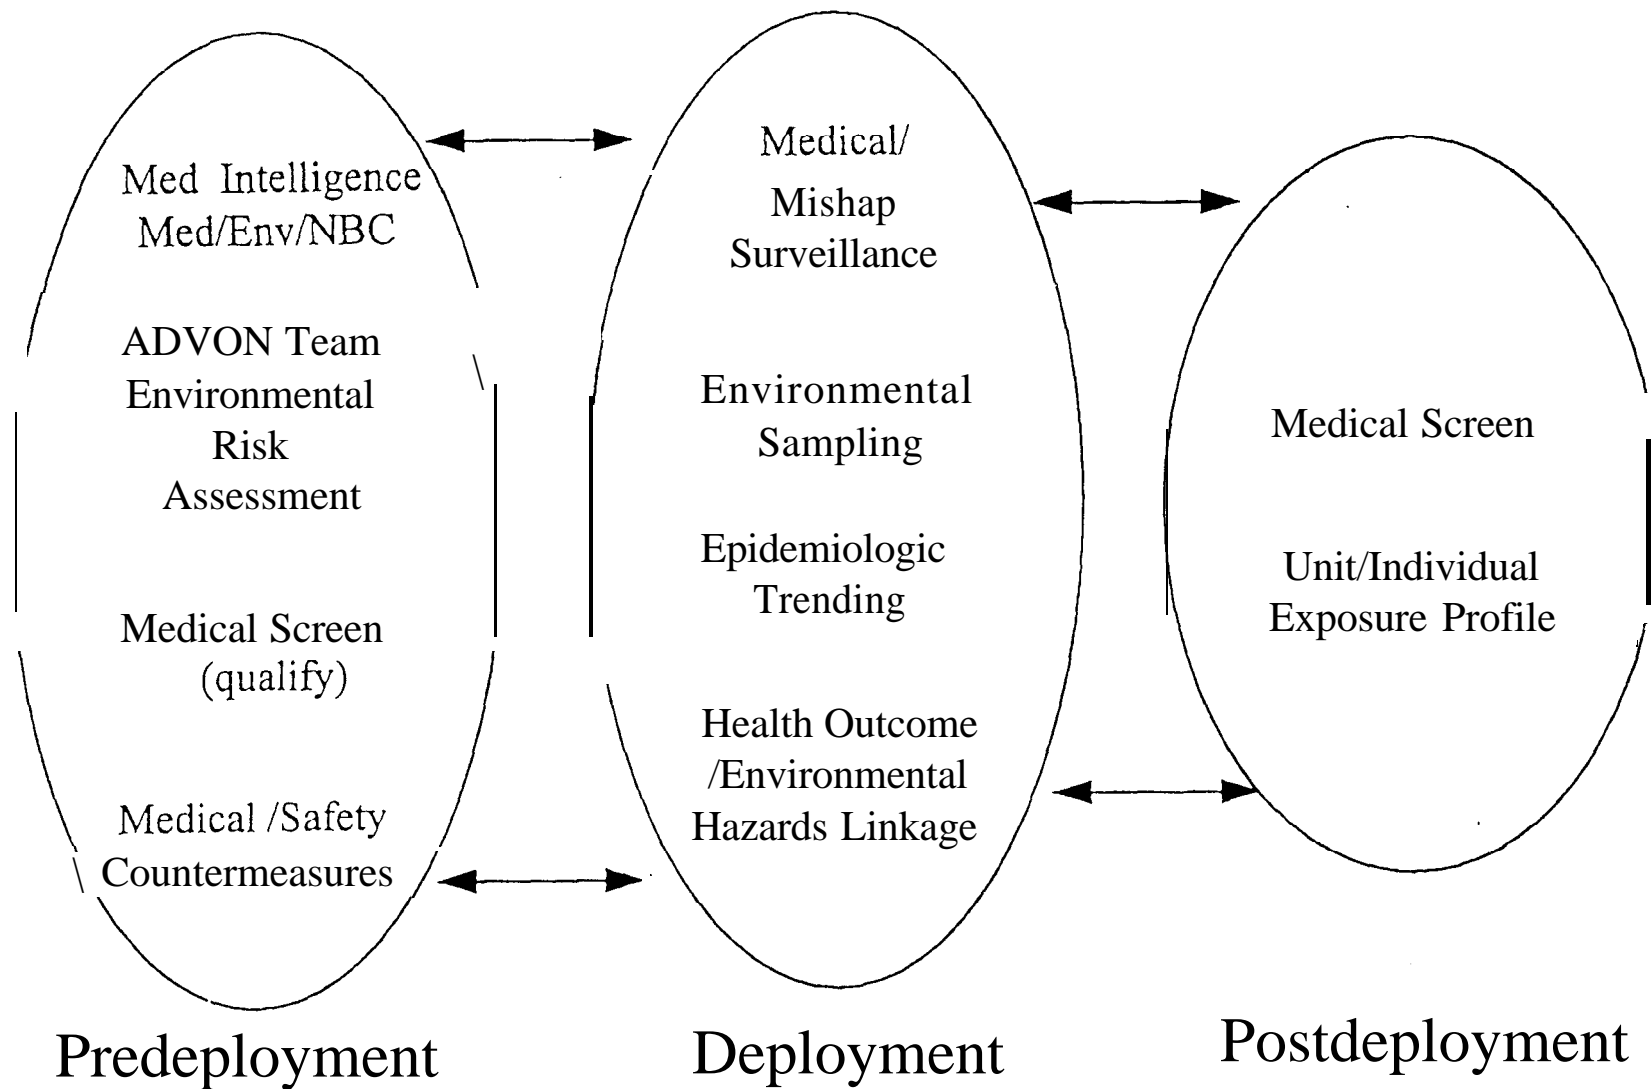 Med Intelligence
Med/Env/NBC
ADVON Team
Environmental
Risk
Assessment
Medical Screen
(qualify)
Medical /Safety
Countermeasures
Predeployment
Medical/
Mishap
Surveillance
Environmental
Sampling
Epidemiologic
Trending
Health Outcome
/Environmental
Hazards Linkage
Deployment
Medical Screen
Unit/Individual
Exposure Profile
Postdeployment